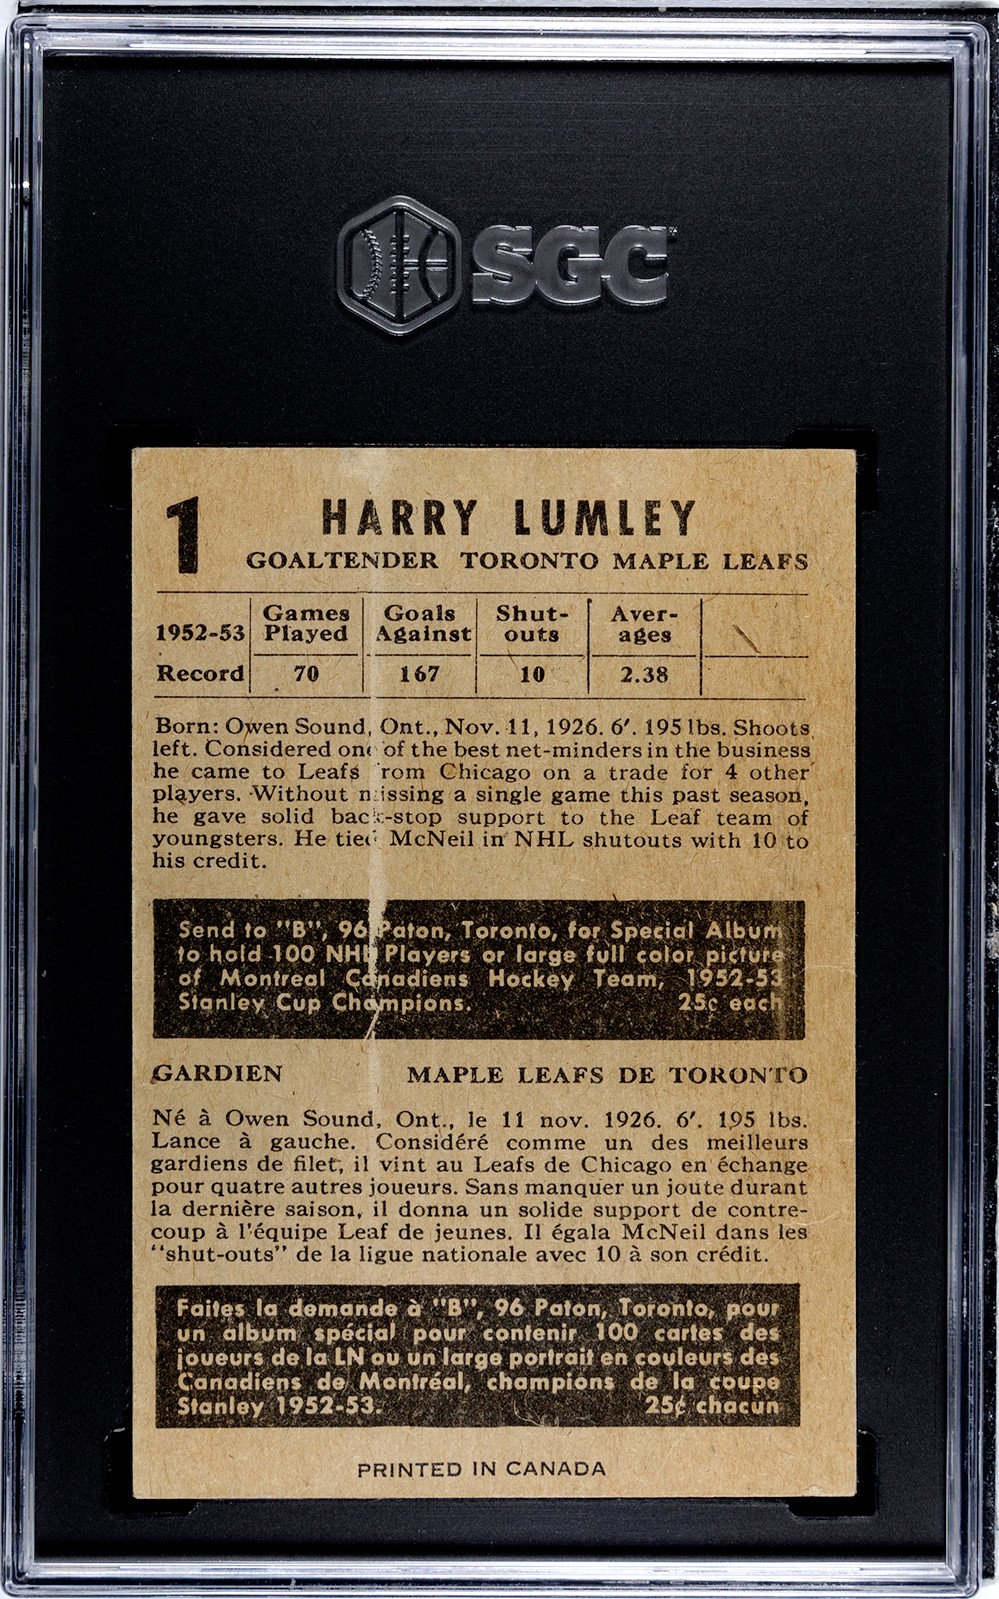 SGC
1 HARRY LUMLEY
GOALTENDER TORONTO MAPLE LEAFS
1952-53 Record
Games Played Goals Against Shut-outs Aver-ages
70 167 10 2.38
Born: Owen Sound, Ont., Nov. 11, 1926. 6'. 195 lbs. Shoots
left. Considered one of the best net-minders in the business
he came to Leafs from Chicago on a trade for 4 other
players. Without missing a single game this past season,
he gave solid back-stop support to the Leaf team of
youngsters. He tied McNeil in NHL shutouts with 10 to
his credit.
Send to "B", 96 Paton, Toronto, for Special Album
to hold 100 NHL Players or large full color picture
of Montreal Canadiens Hockey Team, 1952-53
Stanley Cup Champions. 25¢ each
GARDIEN MAPLE LEAFS DE TORONTO
Né à Owen Sound, Ont., le 11 nov. 1926. 6'. 195 lbs.
Lance à gauche. Considéré comme un des meilleurs
gardiens de filet, il vint au Leafs de Chicago en échange
pour quatre autres joueurs. Sans manquer un joute durant
la dernière saison, il donna un solide support de contre-
coup à l'équipe Leaf de jeunes. Il égala McNeil dans les
"shut-outs" de la ligue nationale avec 10 à son crédit.
Faites la demande à "B", 96 Paton, Toronto, pour
un album spécial pour contenir 100 cartes des
joueurs de la LN ou un large portrait en couleurs des
Canadiens de Montréal, champions de la coupe
Stanley 1952-53. 25¢ chacun
PRINTED IN CANADA